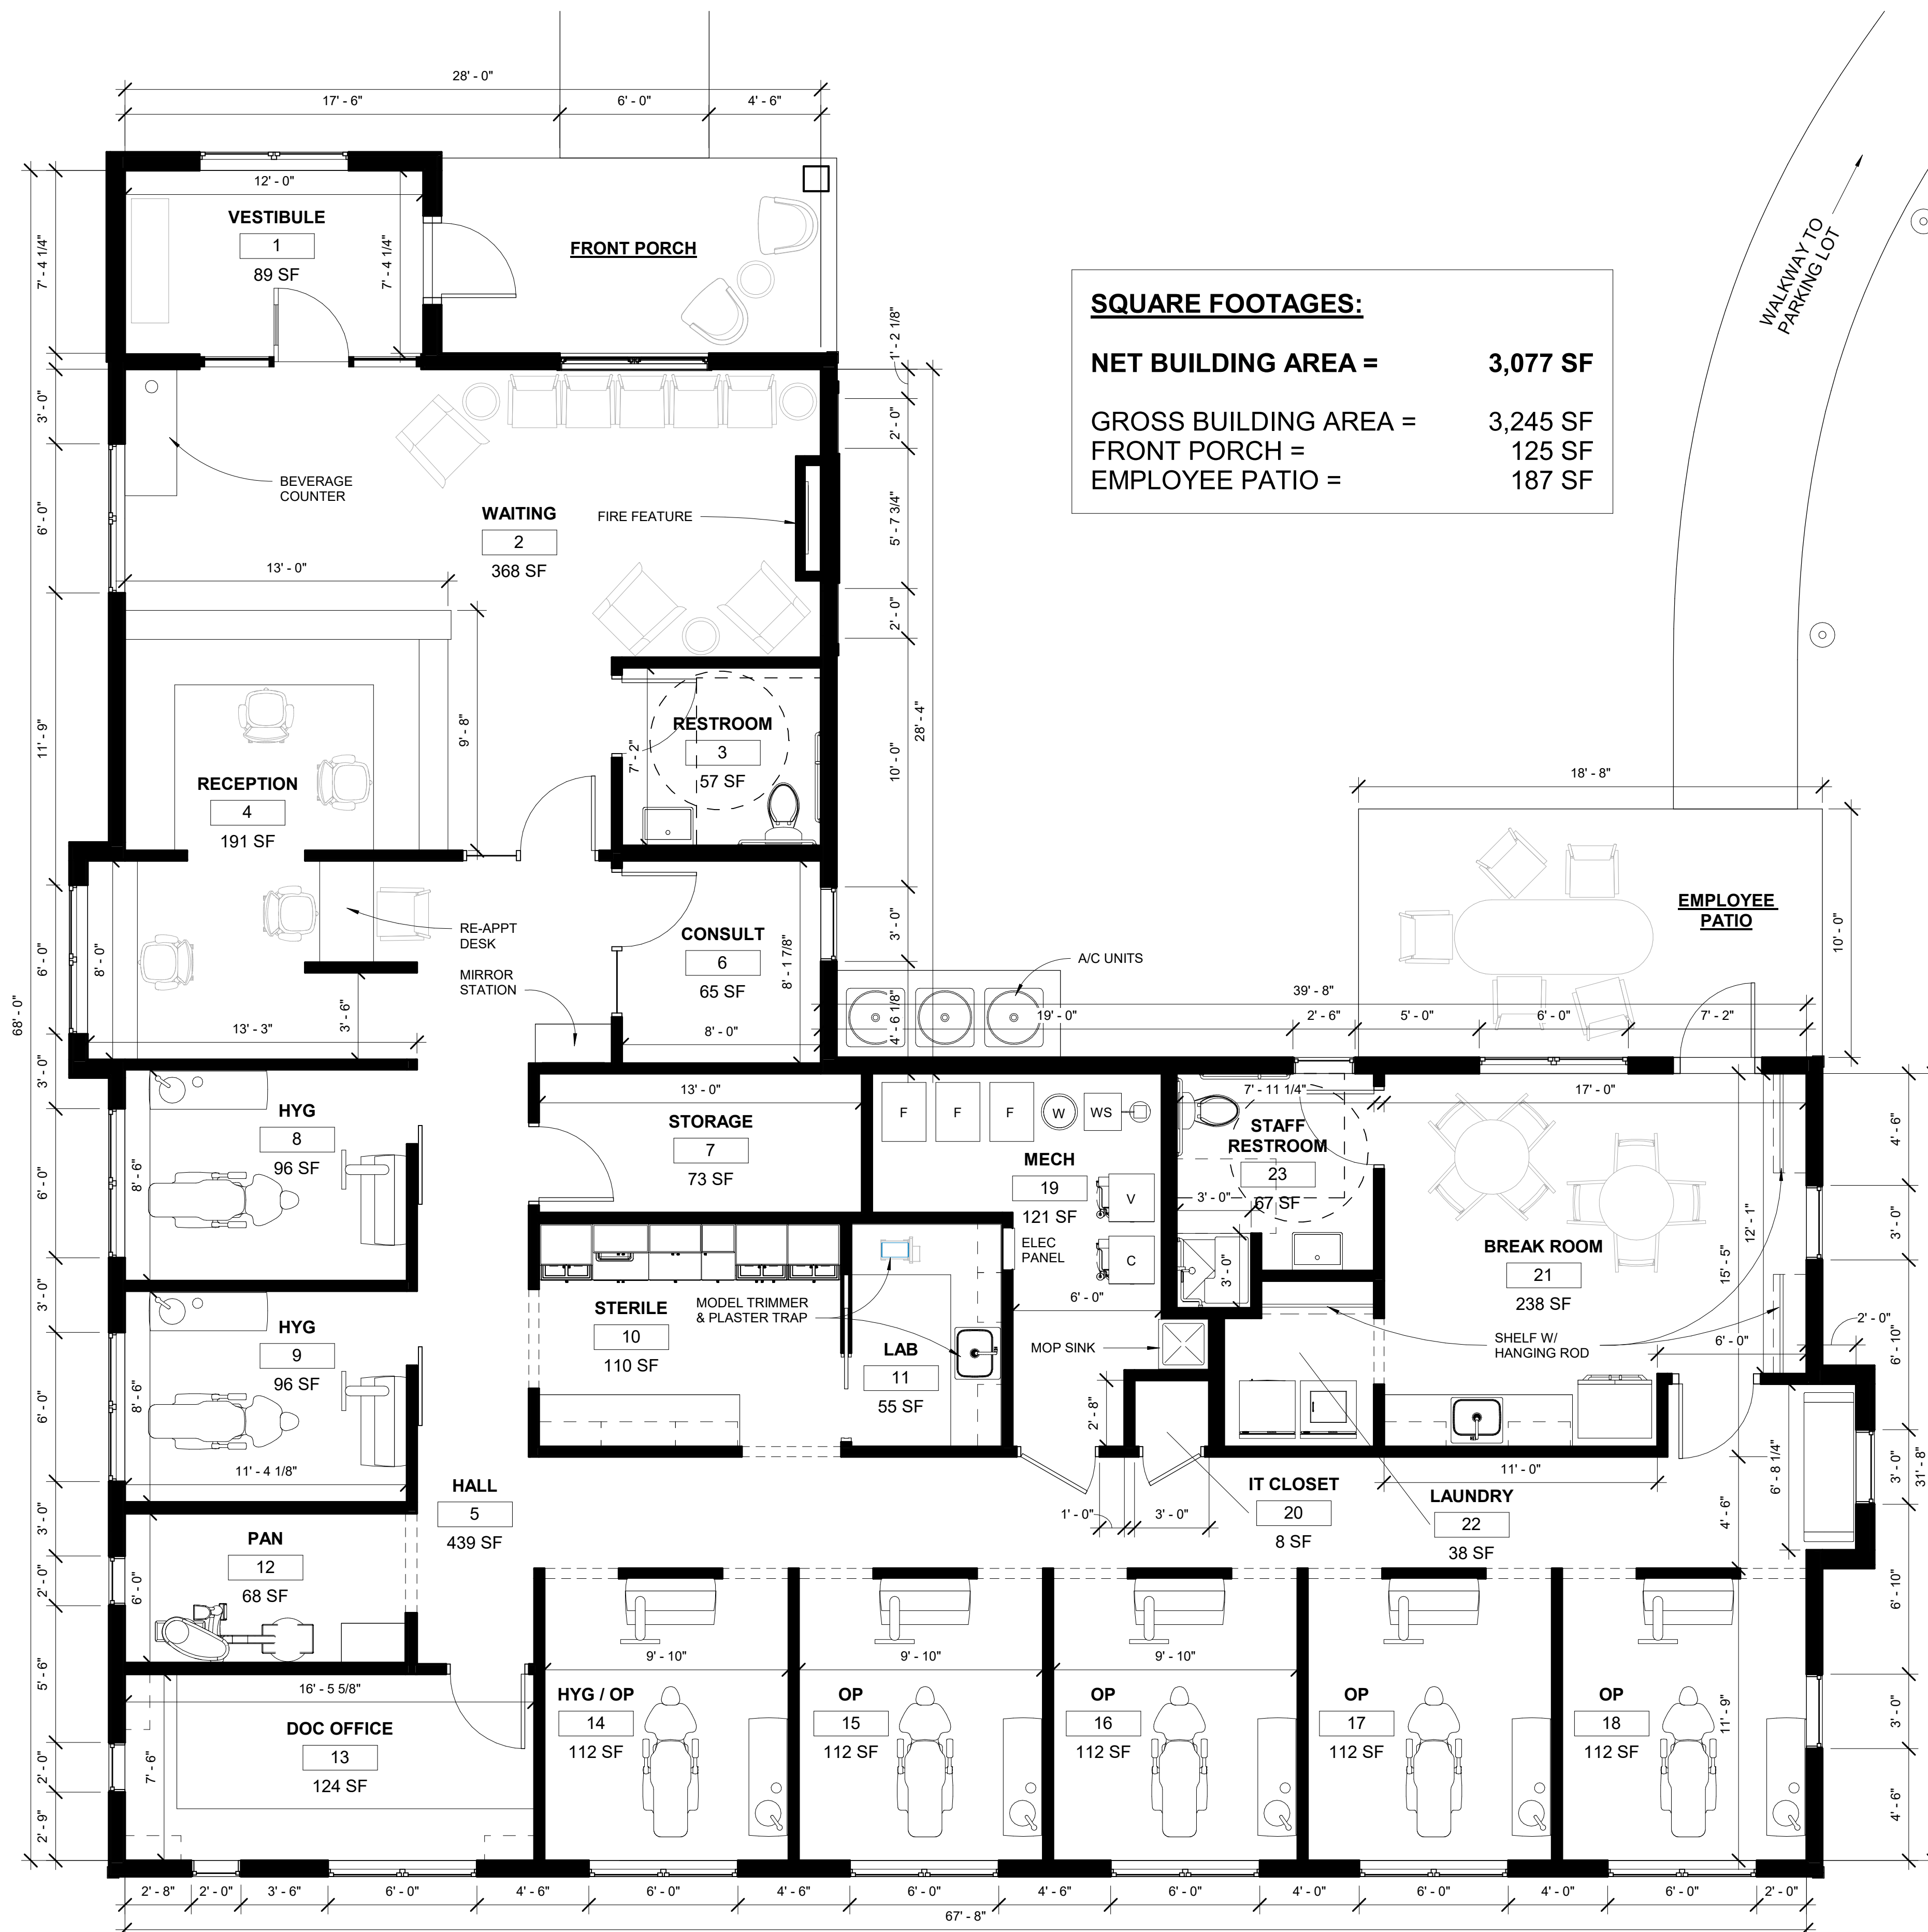 28' - 0"
17' - 6"
6' - 0"
4' - 6"
12' - 0"
VESTIBULE
1
89 SF
7' - 4 1/4"
7' - 4 1/4"
FRONT PORCH
WALKWAY TO
PARKING LOT
SQUARE FOOTAGES:
NET BUILDING AREA = 3,077 SF
GROSS BUILDING AREA = 3,245 SF
FRONT PORCH = 125 SF
EMPLOYEE PATIO = 187 SF
1' - 2 1/8"
3' - 0"
2' - 0"
BEVERAGE
COUNTER
6' - 0"
WAITING
2
368 SF
FIRE FEATURE
5' - 7 3/4"
13' - 0"
2' - 0"
11' - 9"
9' - 8"
RESTROOM
3
57 SF
7' - 2"
28' - 4"
10' - 0"
RECEPTION
4
191 SF
18' - 8"
EMPLOYEE
PATIO
10' - 0"
RE-APPT
DESK
MIRROR
STATION
CONSULT
6
65 SF
8' - 1 7/8"
8' - 0"
3' - 0"
A/C UNITS
4' - 6 1/8"
39' - 8"
19' - 0"
2' - 6"
5' - 0"
6' - 0"
7' - 2"
68' - 0"
6' - 0"
8' - 0"
13' - 3"
3' - 6"
3' - 0"
HYG
8
96 SF
8' - 6"
6' - 0"
13' - 0"
STORAGE
7
73 SF
F
F
F
W
WS
MECH
19
121 SF
V
C
ELEC
PANEL
6' - 0"
7' - 11 1/4"
STAFF
RESTROOM
23
67 SF
3' - 0"
3' - 0"
17' - 0"
BREAK ROOM
21
238 SF
12' - 1"
15' - 5"
4' - 6"
3' - 0"
6' - 10"
2' - 0"
SHELF W/
HANGING ROD
6' - 0"
3' - 0"
HYG
9
96 SF
8' - 6"
6' - 0"
11' - 4 1/8"
STERILE
10
110 SF
MODEL TRIMMER
& PLASTER TRAP
LAB
11
55 SF
MOP SINK
2' - 8"
6' - 8 1/4"
3' - 0"
31' - 8"
HALL
5
439 SF
1' - 0"
3' - 0"
IT CLOSET
20
8 SF
11' - 0"
LAUNDRY
22
38 SF
4' - 6"
3' - 0"
PAN
12
68 SF
2' - 0"
6' - 0"
6' - 10"
5' - 6"
16' - 5 5/8"
DOC OFFICE
13
124 SF
7' - 6"
2' - 0"
2' - 9"
9' - 10"
HYG / OP
14
112 SF
9' - 10"
OP
15
112 SF
9' - 10"
OP
16
112 SF
OP
17
112 SF
OP
18
112 SF
11' - 9"
3' - 0"
4' - 6"
2' - 8"
2' - 0"
3' - 6"
6' - 0"
4' - 6"
6' - 0"
4' - 6"
6' - 0"
4' - 6"
6' - 0"
4' - 0"
6' - 0"
4' - 0"
6' - 0"
2' - 0"
67' - 8"